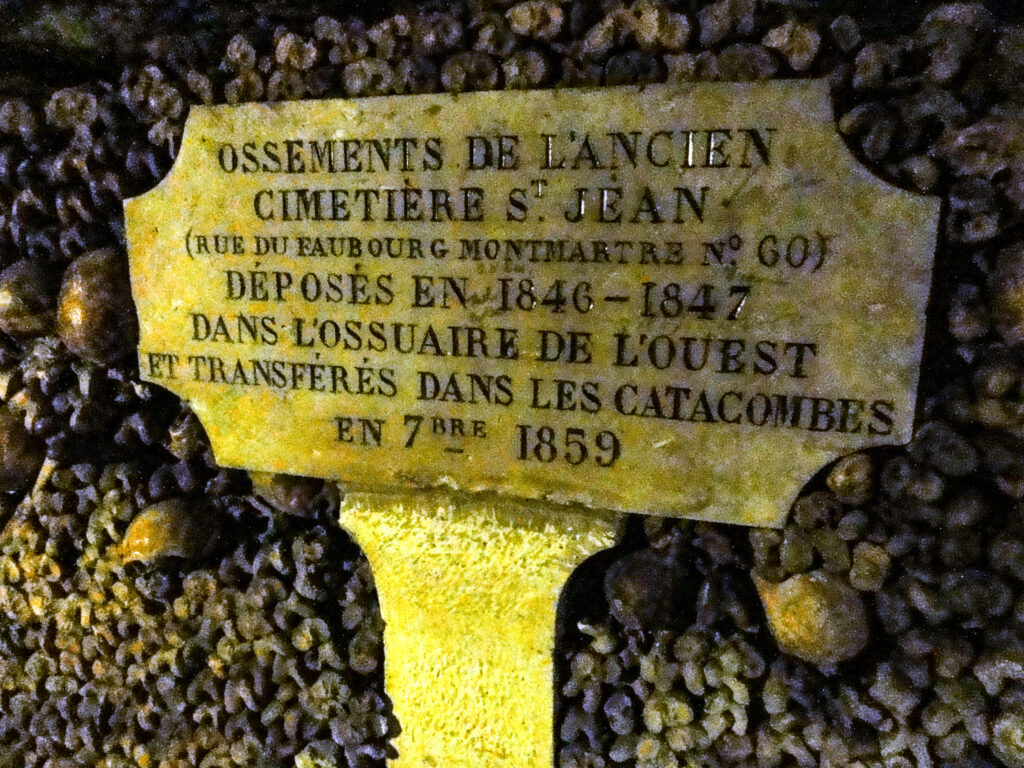 OSSEMENTS DE L'ANCIEN
CIMETIÈRE S.T JEAN
(RUE DU FAUBOURG MONTMARTRE N.º 60)
DÉPOSÉS EN 1846-1847
DANS L'OSSUAIRE DE L'OUEST
ET TRANSFÉRÉS DANS LES CATACOMBES
EN 7BRE 1859